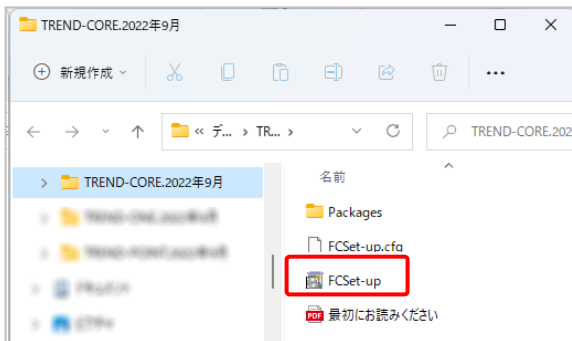 TREND-CORE.2022年9月
新規作成
« デ... › TR... ›
TREND-CORE.202
TREND-CORE.2022年9月
名前
Packages
FCSet-up.cfg
FCSet-up
PDF 最初にお読みください